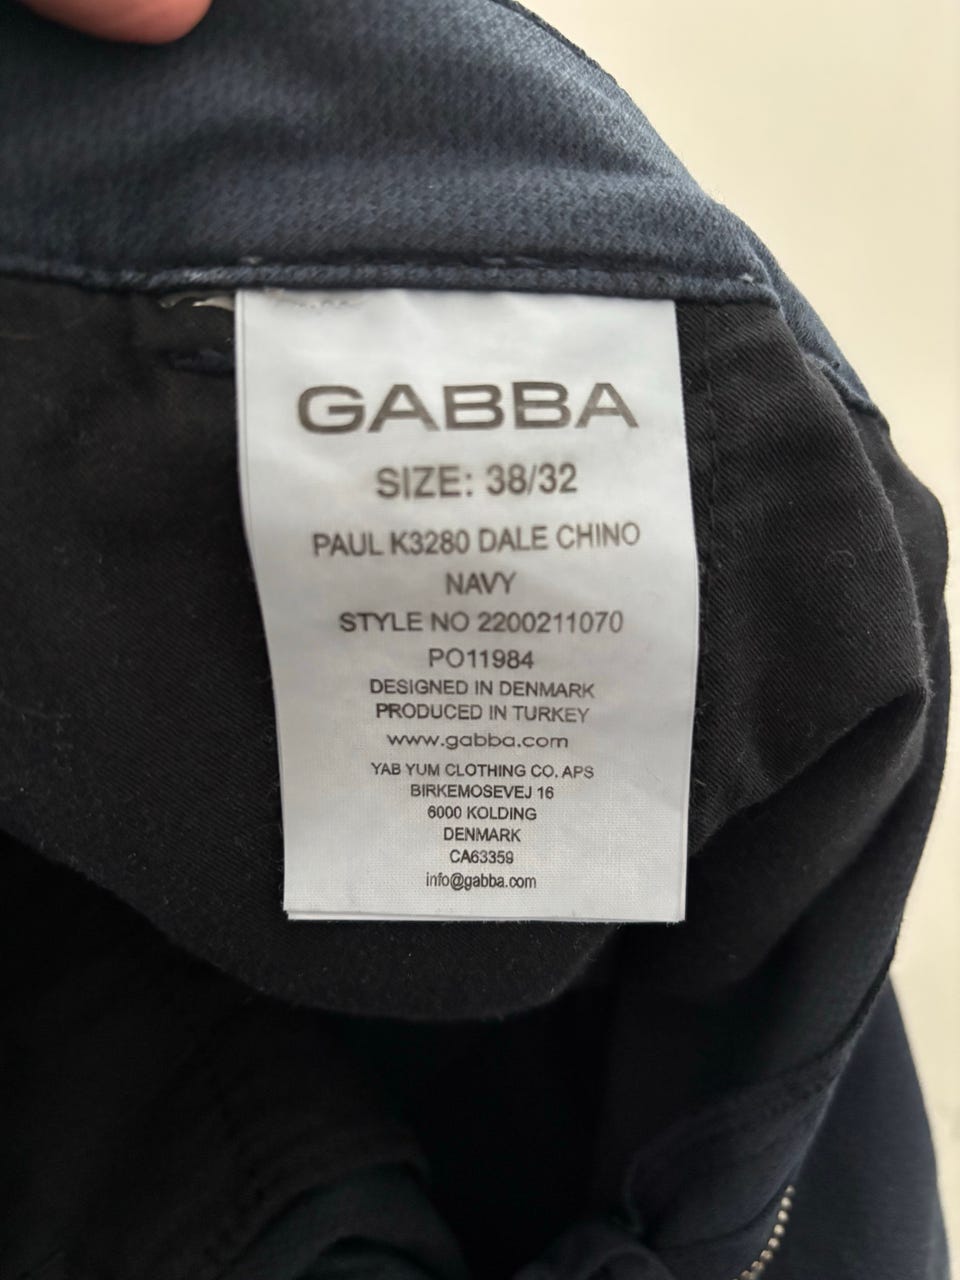 GABBA
SIZE: 38/32
PAUL K3280 DALE CHINO
NAVY
STYLE NO 2200211070
PO11984
DESIGNED IN DENMARK
PRODUCED IN TURKEY
www.gabba.com
YAB YUM CLOTHING CO. APS
BIRKEMOSEVEJ 16
6000 KOLDING
DENMARK
CA63359
info@gabba.com